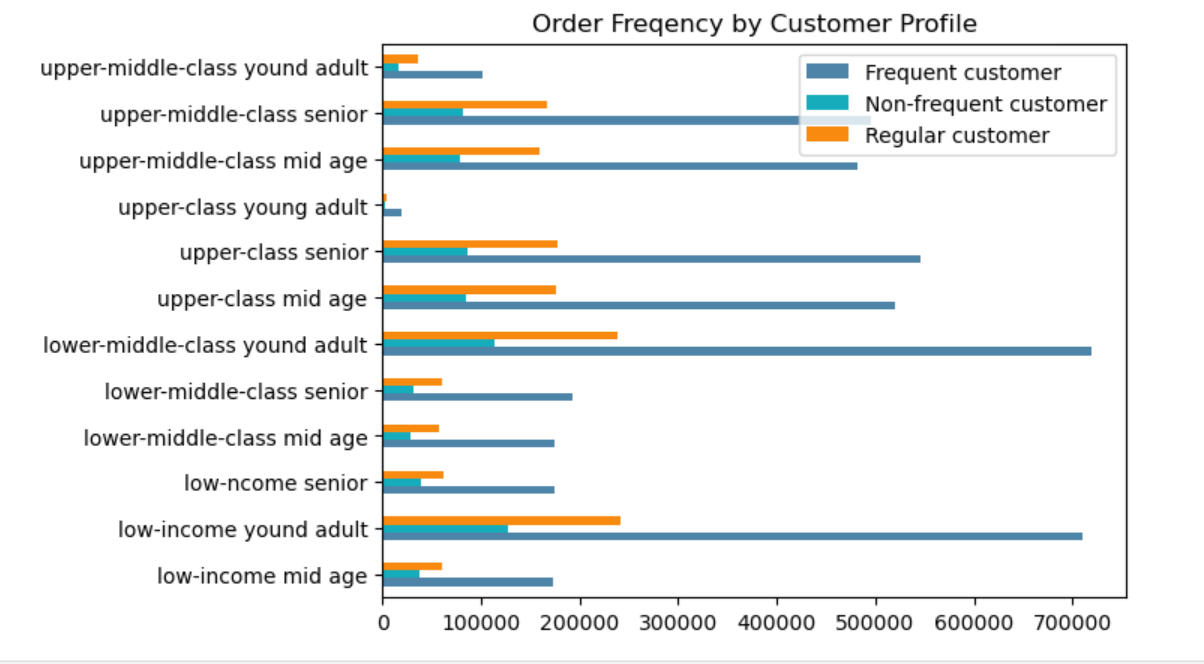 Order Freqency by Customer Profile
upper-middle-class yound adult
upper-middle-class senior
upper-middle-class mid age
upper-class young adult
upper-class senior
upper-class mid age
lower-middle-class yound adult
lower-middle-class senior
lower-middle-class mid age
low-ncome senior
low-income yound adult
low-income mid age
Frequent customer
Non-frequent customer
Regular customer
0 100000 200000 300000 400000 500000 600000 700000